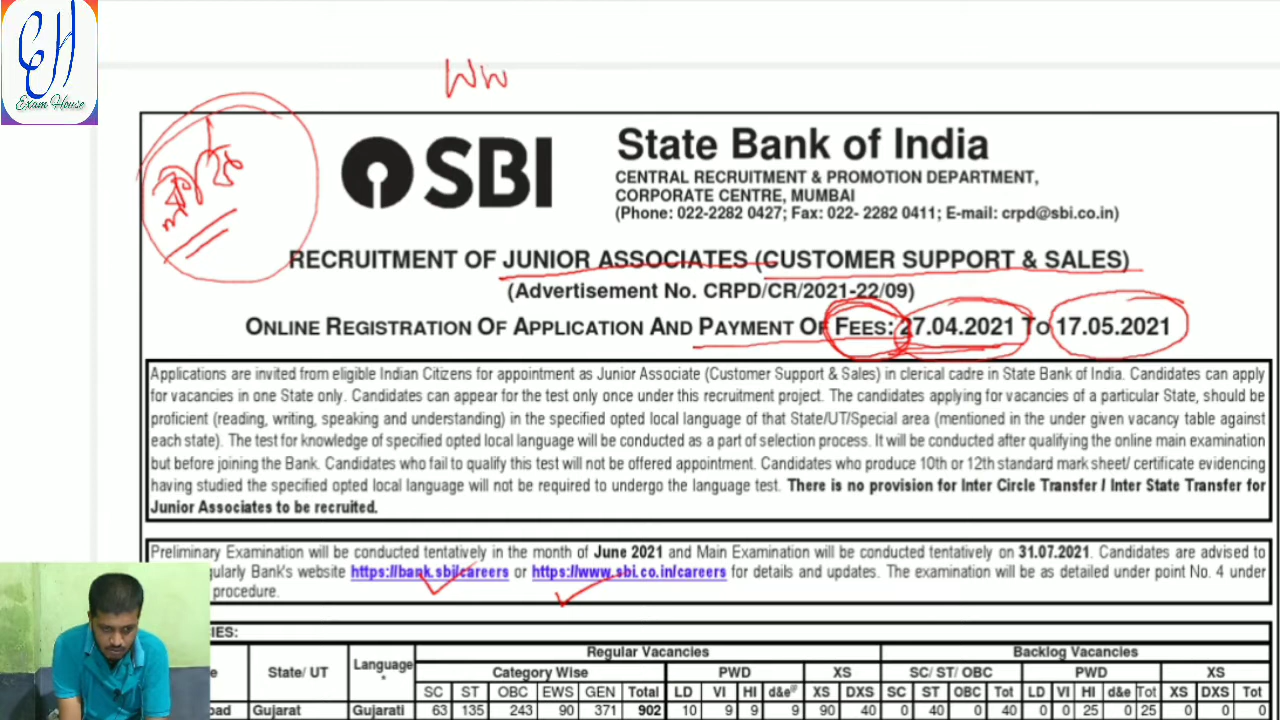 EH
Exam House
WW
SBI
State Bank of India
CENTRAL RECRUITMENT & PROMOTION DEPARTMENT,
CORPORATE CENTRE, MUMBAI
(Phone: 022-2282 0427; Fax: 022- 2282 0411; E-mail: crpd@sbi.co.in)
RECRUITMENT OF JUNIOR ASSOCIATES (CUSTOMER SUPPORT & SALES)
(Advertisement No. CRPD/CR/2021-22/09)
ONLINE REGISTRATION OF APPLICATION AND PAYMENT OF FEES: 27.04.2021 TO 17.05.2021
Applications are invited from eligible Indian Citizens for appointment as Junior Associate (Customer Support & Sales) in clerical cadre in State Bank of India. Candidates can apply
for vacancies in one State only. Candidates can appear for the test only once under this recruitment project. The candidates applying for vacancies of a particular State, should be
proficient (reading, writing, speaking and understanding) in the specified opted local language of that State/UT/Special area (mentioned in the under given vacancy table against
each state). The test for knowledge of specified opted local language will be conducted as a part of selection process. It will be conducted after qualifying the online main examination
but before joining the Bank. Candidates who fail to qualify this test will not be offered appointment. Candidates who produce 10th or 12th standard mark sheet/ certificate evidencing
having studied the specified opted local language will not be required to undergo the language test. There is no provision for Inter Circle Transfer / Inter State Transfer for
Junior Associates to be recruited.
Preliminary Examination will be conducted tentatively in the month of June 2021 and Main Examination will be conducted tentatively on 31.07.2021. Candidates are advised to
gularly Bank's website https://bank.sbi/careers or https://www.sbi.co.in/careers for details and updates. The examination will be as detailed under point No. 4 under
procedure.
IES:
e State/ UT Language * Regular Vacancies Backlog Vacancies
Category Wise PWD XS SC/ ST/ OBC PWD XS
SC ST OBC EWS GEN Total LD VI HI d&e# XS DXS SC ST OBC Tot LD VI HI d&e Tot XS DXS Tot
bad Gujarat Gujarati 63 135 243 90 371 902 10 9 9 9 90 40 0 40 0 40 0 0 25 0 25 0 0 0